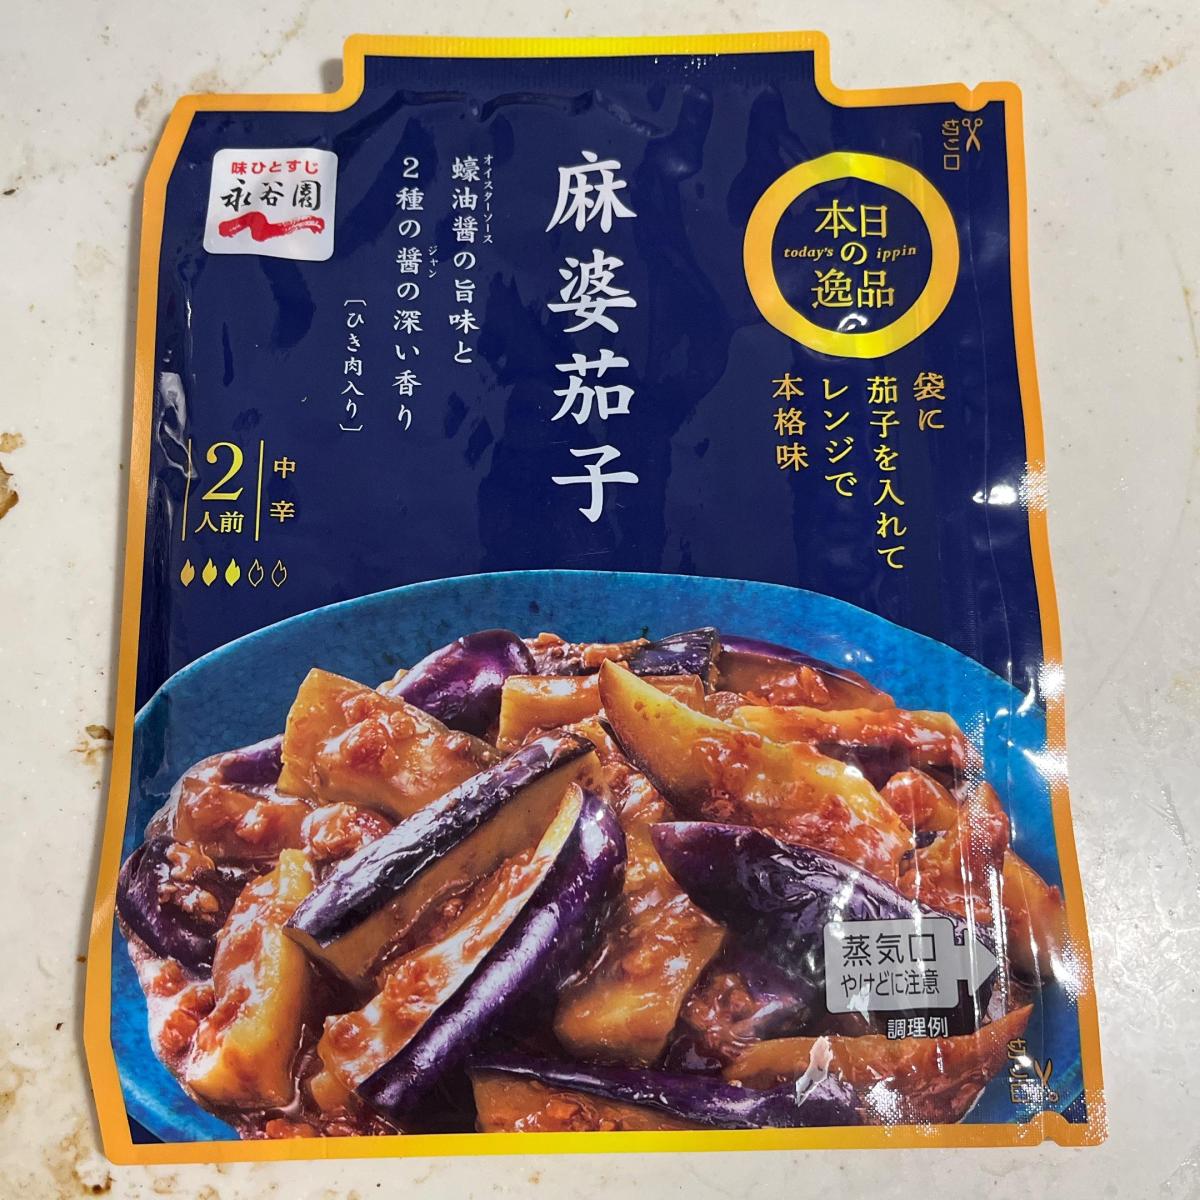 切り口
本日
の
逸品
today's ippin
袋に
茄子を入れて
レンジで
本格味
麻婆茄子
オイスターソース
蠔油醤の旨味と
ジャン
2種の醤の深い香り
〔ひき肉入り〕
味ひとすじ
永谷園
中辛
2
人前
蒸気口
やけどに注意
調理例
切り口